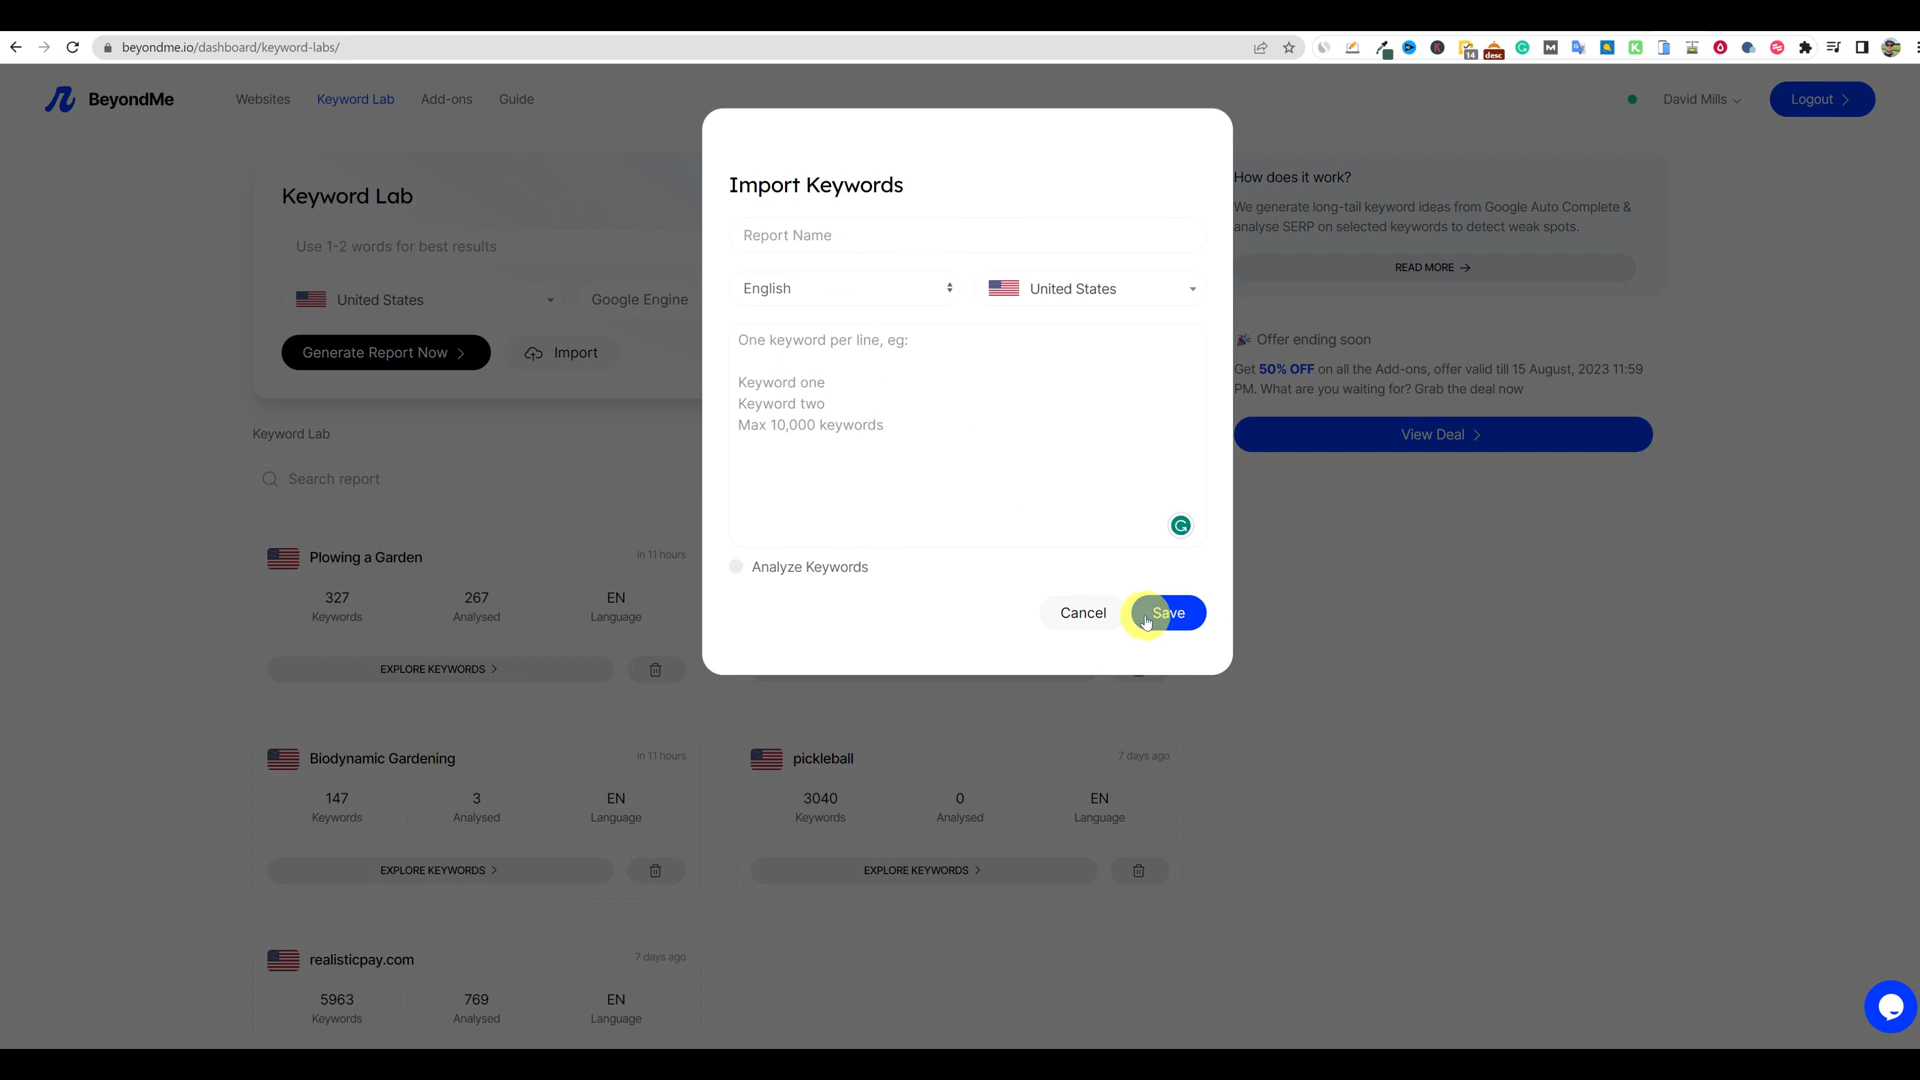 beyondme.io/dashboard/keyword-labs/
14
desc
BeyondMe
Websites
Keyword Lab
Add-ons
Guide
David Mills
Logout
Keyword Lab
Use 1-2 words for best results
United States
Google Engine
Generate Report Now
Import
Keyword Lab
Search report
Import Keywords
Report Name
English
United States
One keyword per line, eg:
Keyword one
Keyword two
Max 10,000 keywords
Analyze Keywords
Cancel
Save
How does it work?
We generate long-tail keyword ideas from Google Auto Complete &
analyse SERP on selected keywords to detect weak spots.
READ MORE
Offer ending soon
Get 50% OFF on all the Add-ons, offer valid till 15 August, 2023 11:59
PM. What are you waiting for? Grab the deal now
View Deal
Plowing a Garden
in 11 hours
327
267
EN
Keywords
Analysed
Language
EXPLORE KEYWORDS
Biodynamic Gardening
in 11 hours
147
3
EN
Keywords
Analysed
Language
EXPLORE KEYWORDS
pickleball
7 days ago
3040
0
EN
Keywords
Analysed
Language
EXPLORE KEYWORDS
realisticpay.com
7 days ago
5963
769
EN
Keywords
Analysed
Language